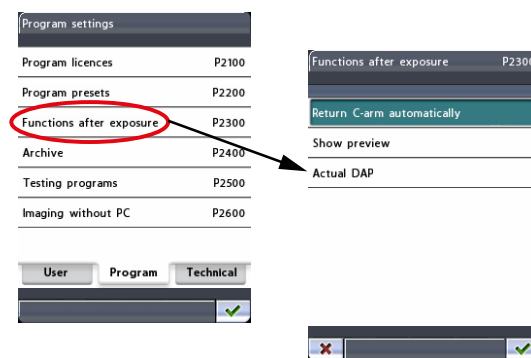 Program settings
Program licences P2100
Program presets P2200
Functions after exposure P2300
Archive P2400
Testing programs P2500
Imaging without PC P2600
User Program Technical
Functions after exposure P2300
Return C-arm automatically
Show preview
Actual DAP